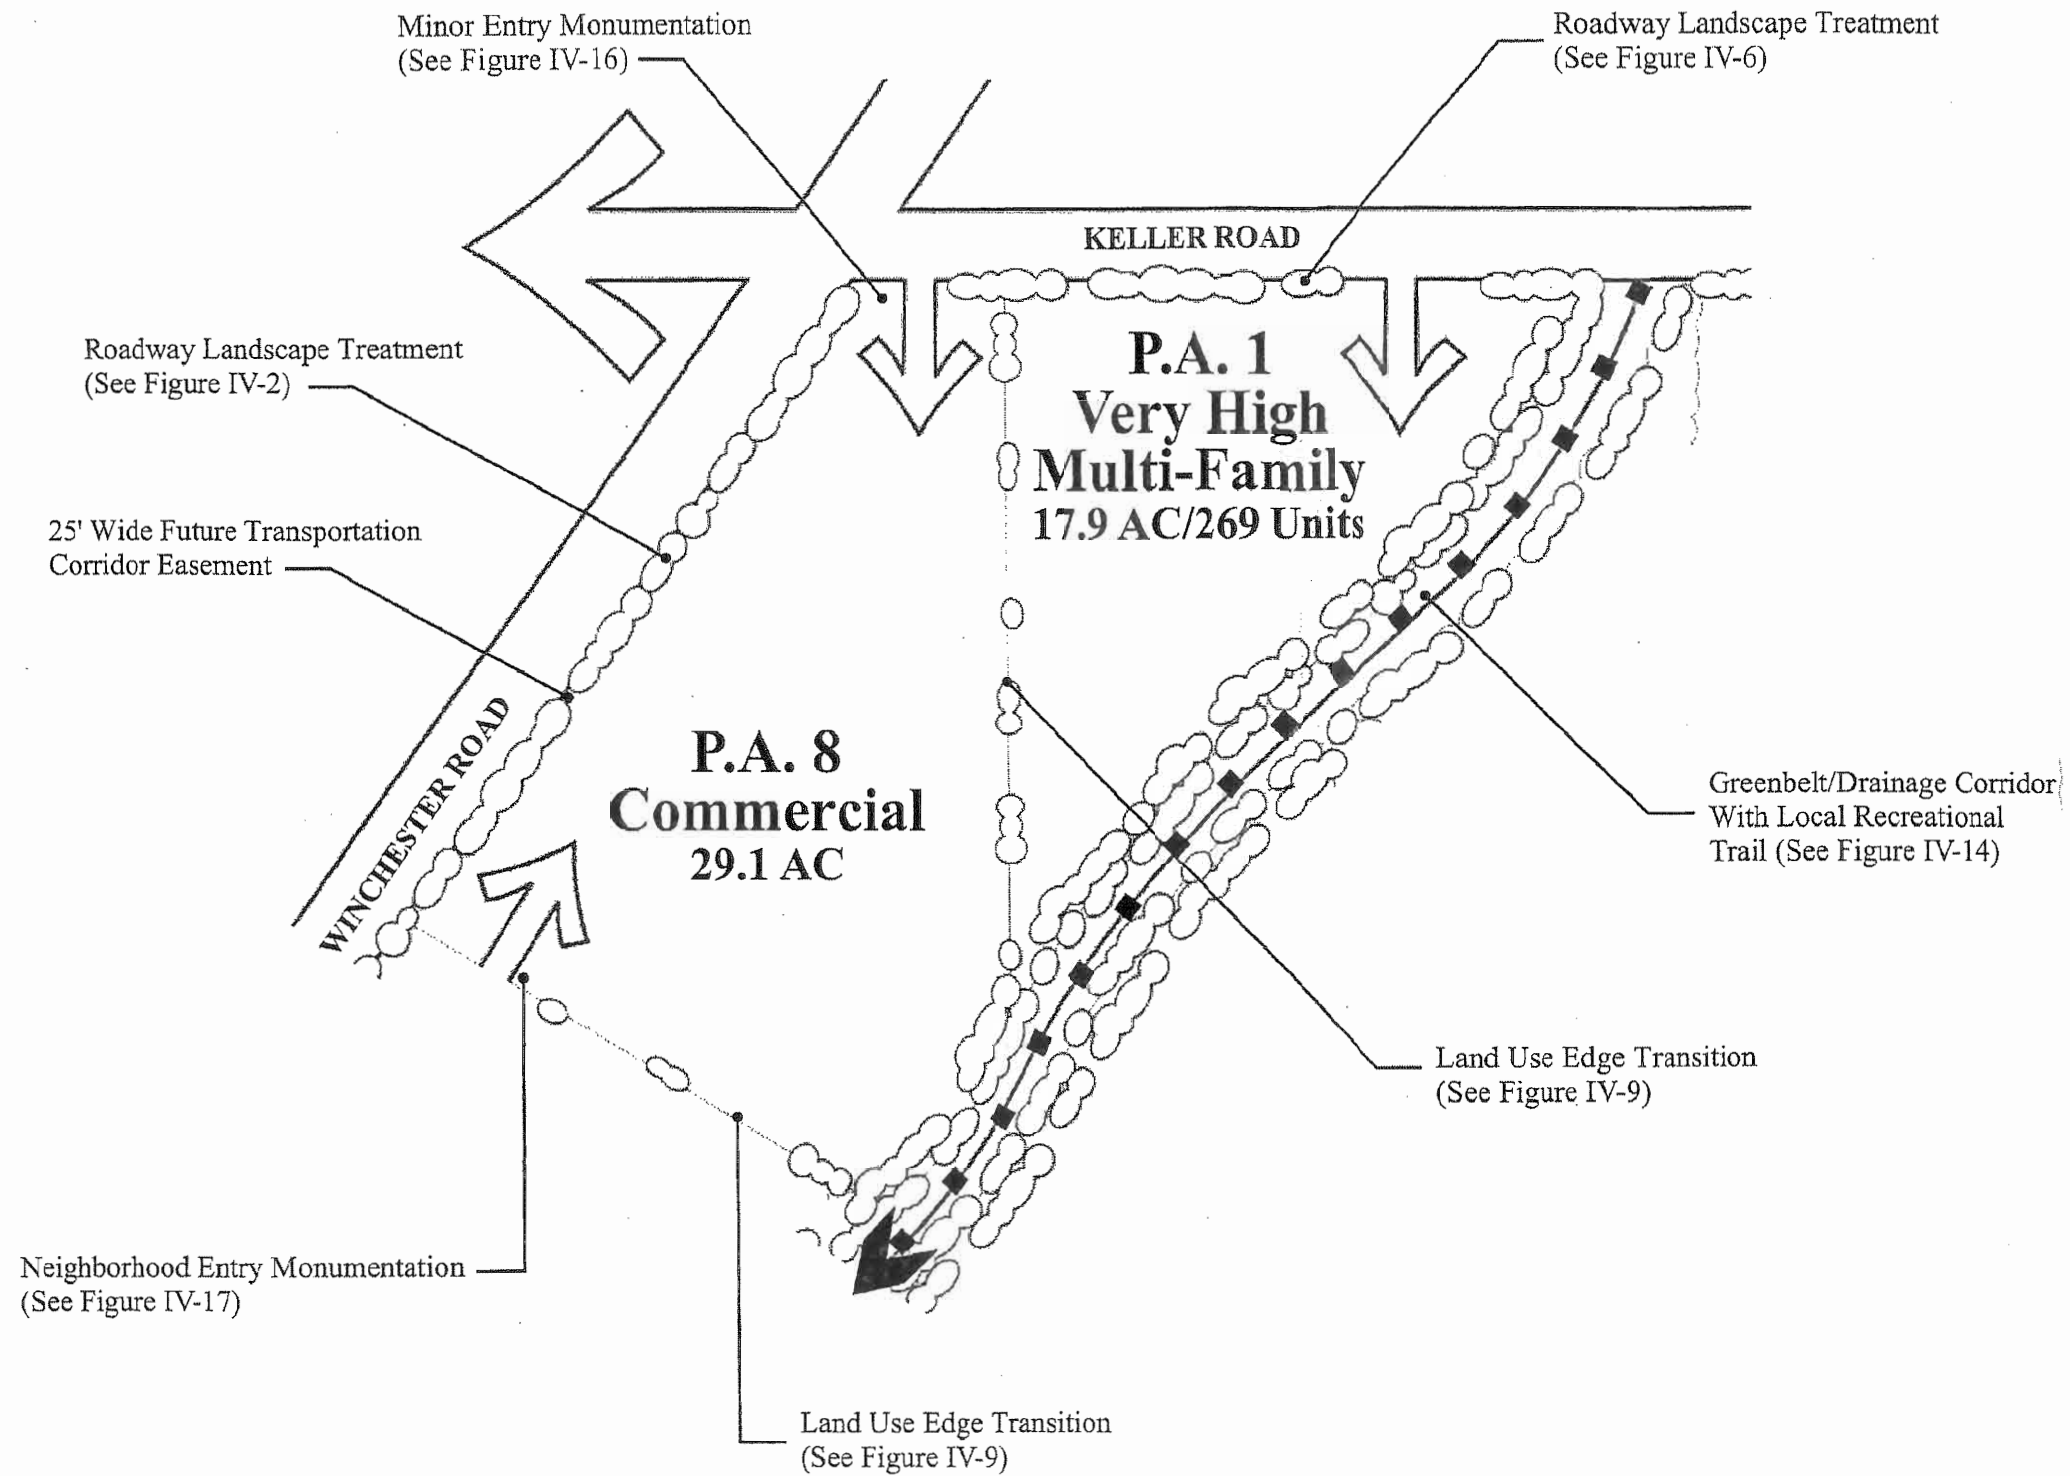 Minor Entry Monumentation
(See Figure IV-16)
Roadway Landscape Treatment
(See Figure IV-6)
KELLER ROAD
Roadway Landscape Treatment
(See Figure IV-2)
P.A. 1
Very High
Multi-Family
17.9 AC/269 Units
25' Wide Future Transportation
Corridor Easement
WINCHESTER ROAD
P.A. 8
Commercial
29.1 AC
Greenbelt/Drainage Corridor
With Local Recreational
Trail (See Figure IV-14)
Land Use Edge Transition
(See Figure IV-9)
Neighborhood Entry Monumentation
(See Figure IV-17)
Land Use Edge Transition
(See Figure IV-9)